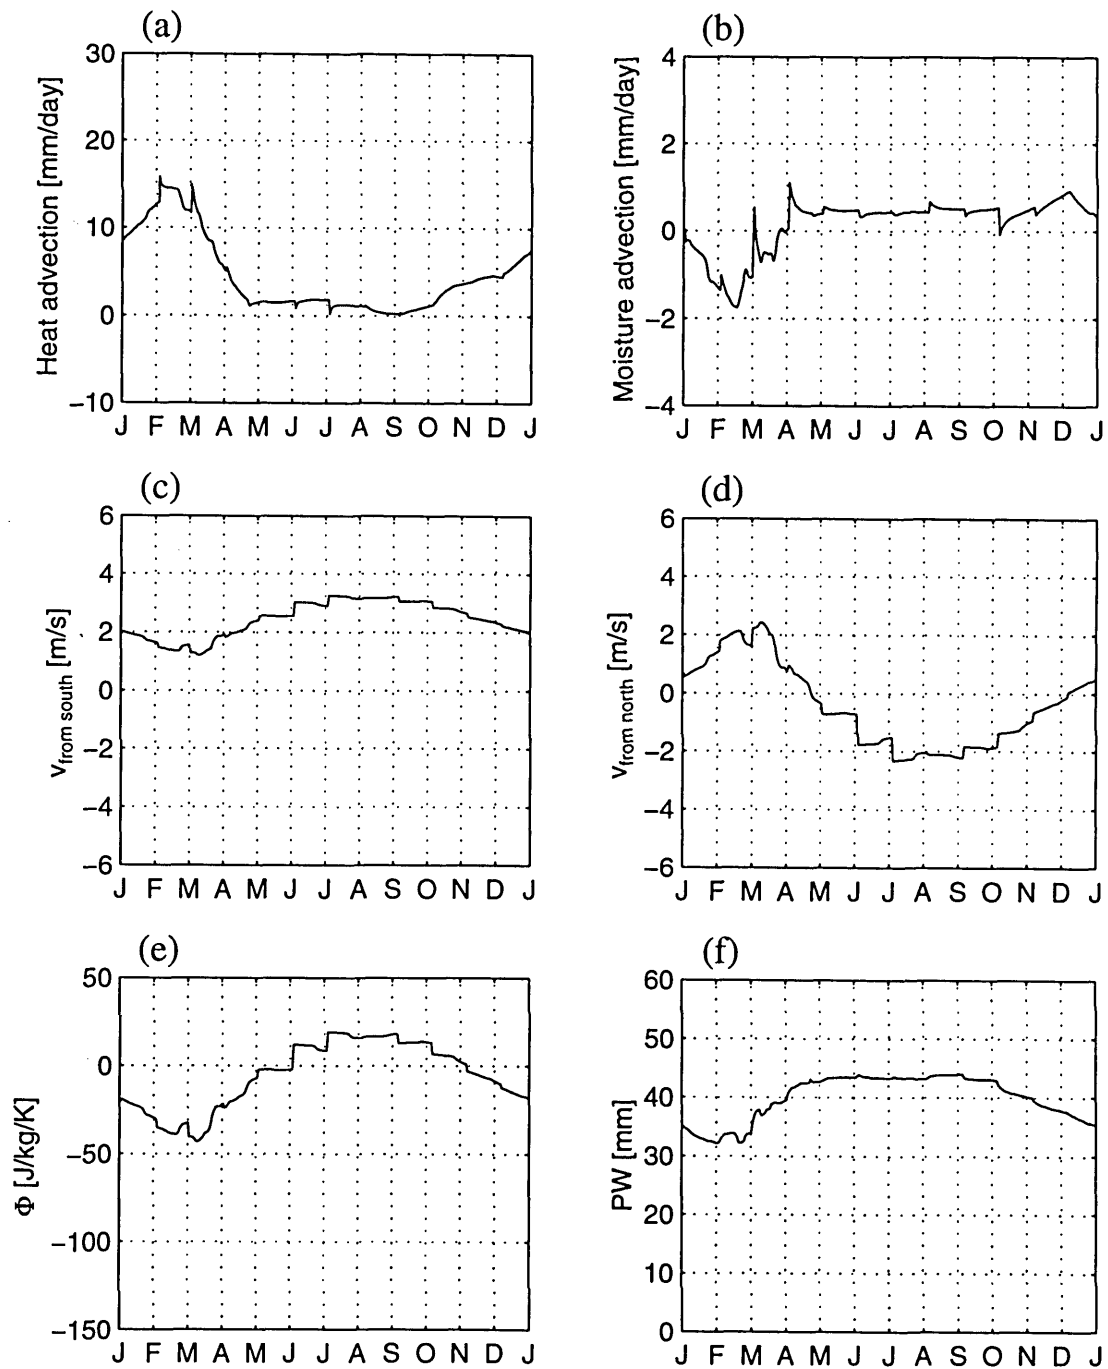 (a)
30
20
10
0
−10
Heat advection [mm/day]
J F M A M J J A S O N D J
(b)
4
2
0
−2
−4
Moisture advection [mm/day]
J F M A M J J A S O N D J
(c)
6
4
2
0
−2
−4
−6
v from south [m/s]
J F M A M J J A S O N D J
(d)
6
4
2
0
−2
−4
−6
v from north [m/s]
J F M A M J J A S O N D J
(e)
50
0
−50
−100
−150
Φ [J/kg/K]
J F M A M J J A S O N D J
(f)
60
50
40
30
20
10
0
PW [mm]
J F M A M J J A S O N D J